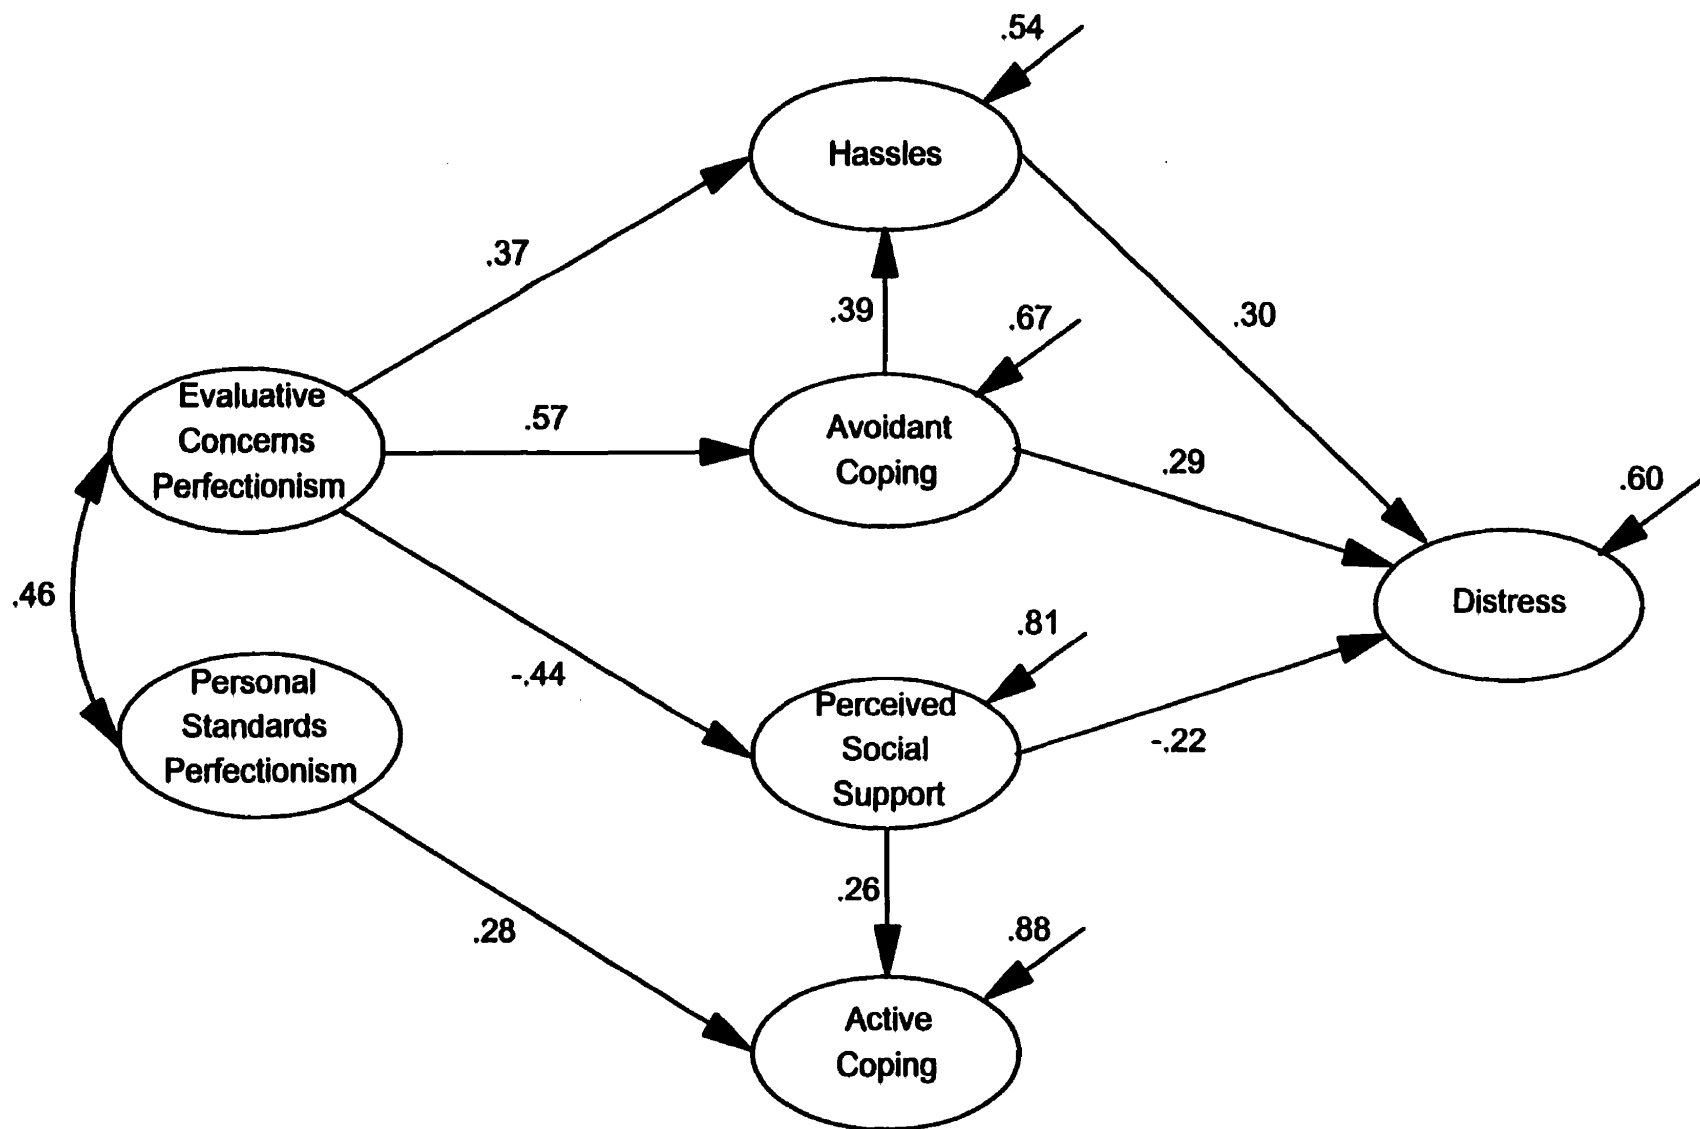 .54
Hassles
.37
.39
.67
.30
Evaluative
Concerns
Perfectionism
.57
Avoidant
Coping
.29
.60
.46
Distress
.81
-.44
Personal
Standards
Perfectionism
Perceived
Social
Support
-.22
.26
.28
.88
Active
Coping